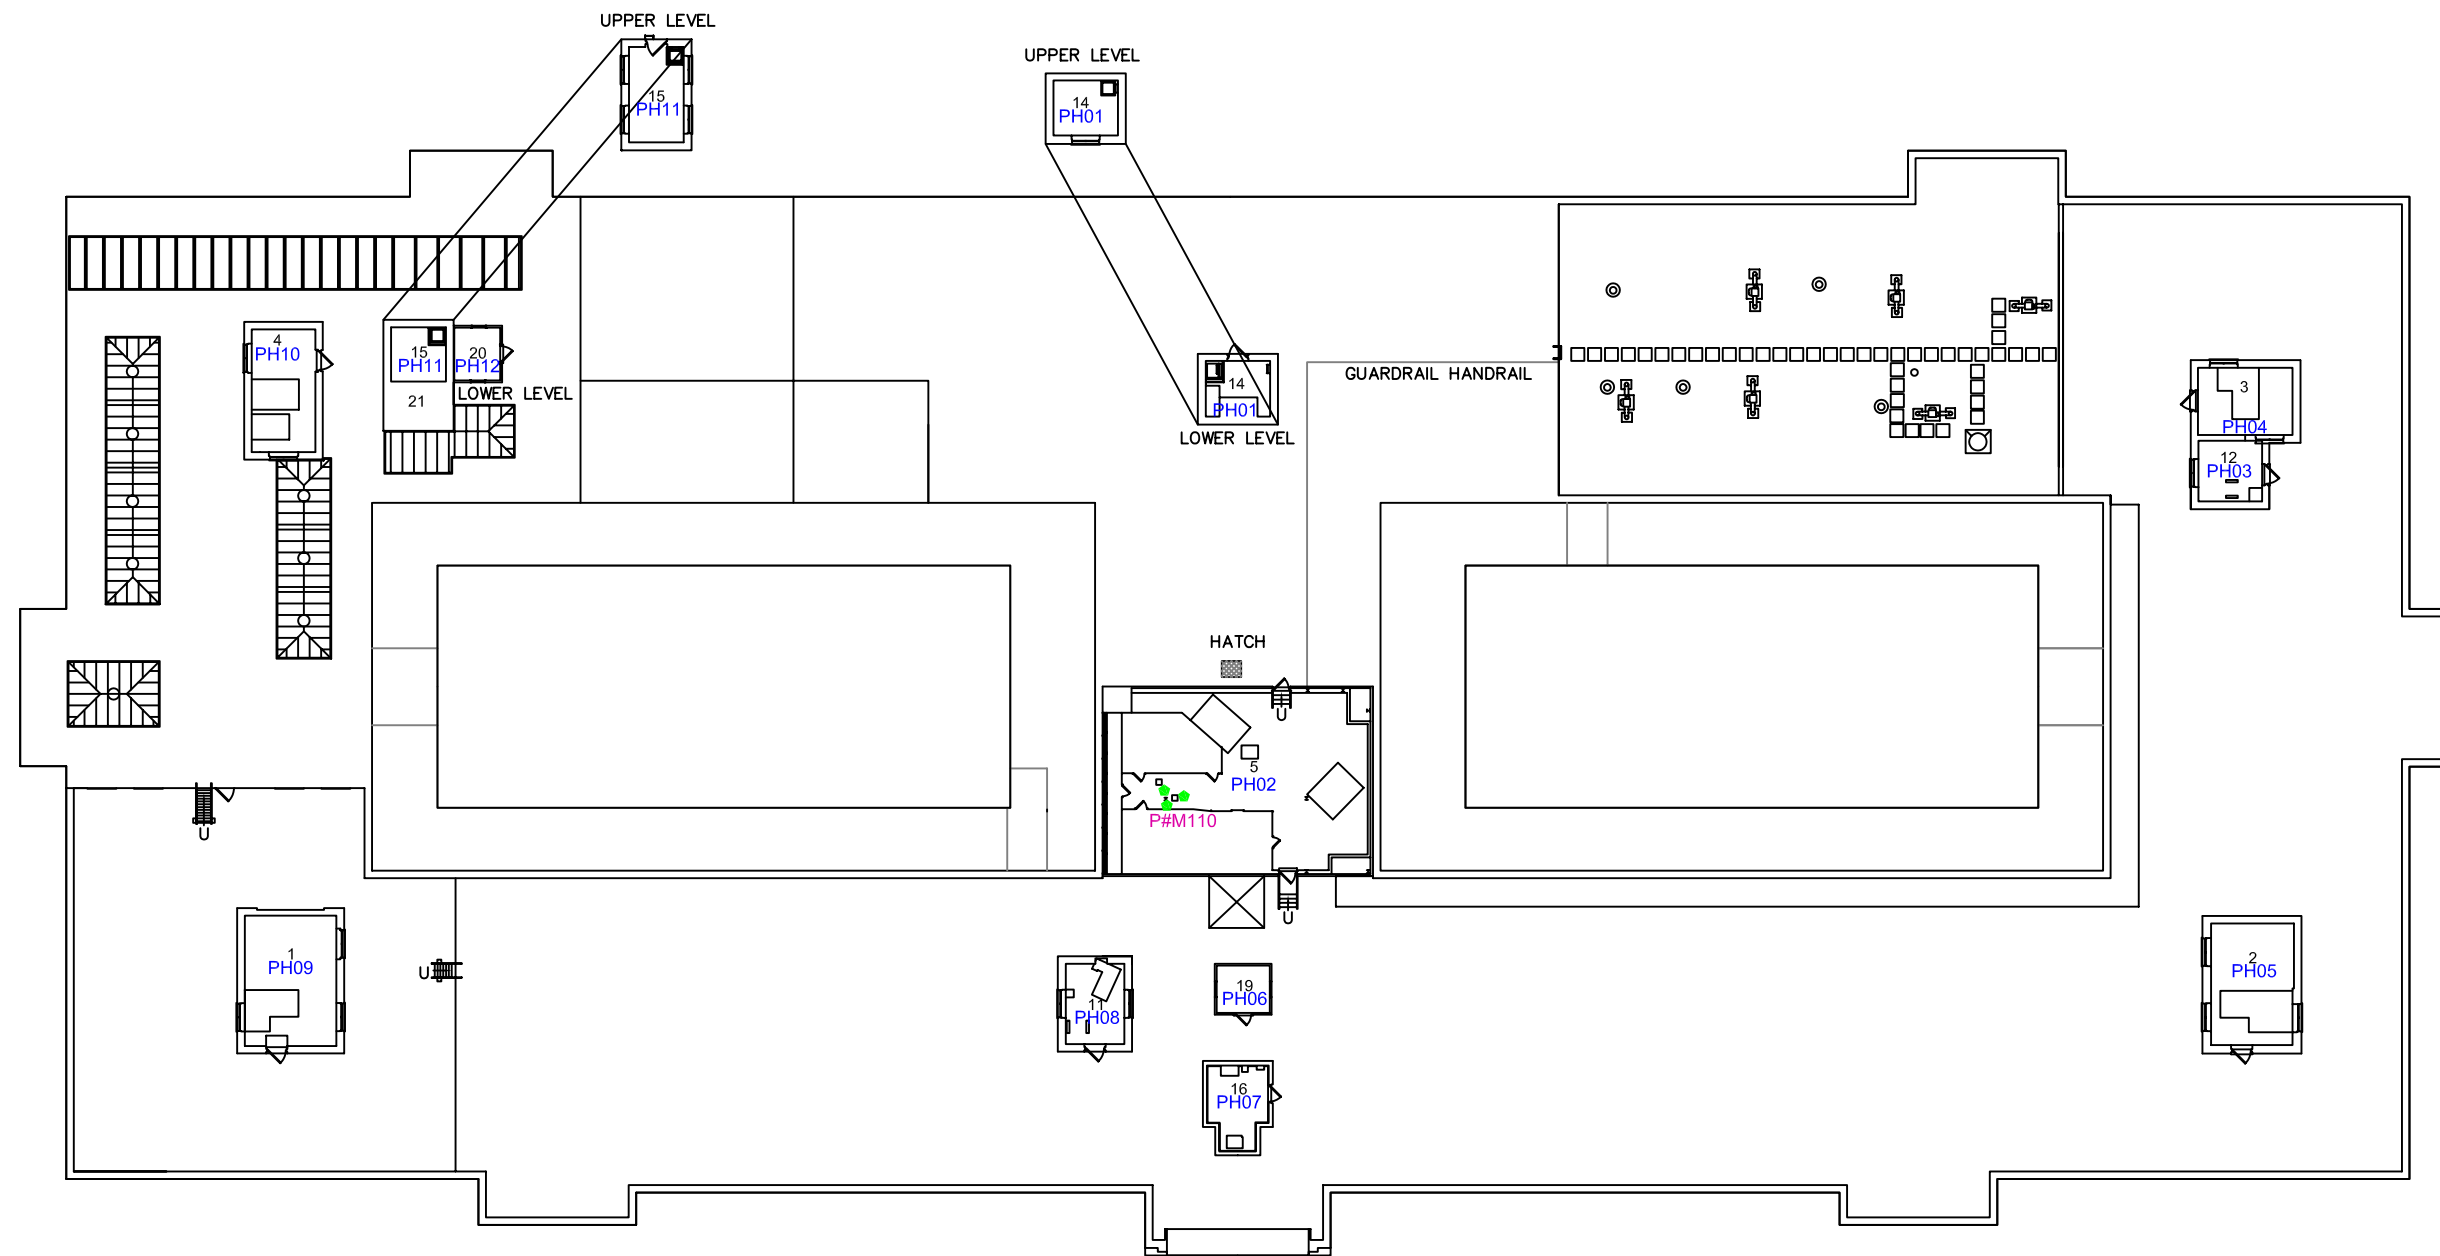 UPPER LEVEL
15
PH11
UPPER LEVEL
14
PH01
4
PH10
15
PH11
20
PH12
LOWER LEVEL
21
14
PH01
LOWER LEVEL
GUARDRAIL HANDRAIL
3
PH04
12
PH03
HATCH
U
5
PH02
P#M110
U
U
1
PH09
U
11
PH08
19
PH06
16
PH07
2
PH05